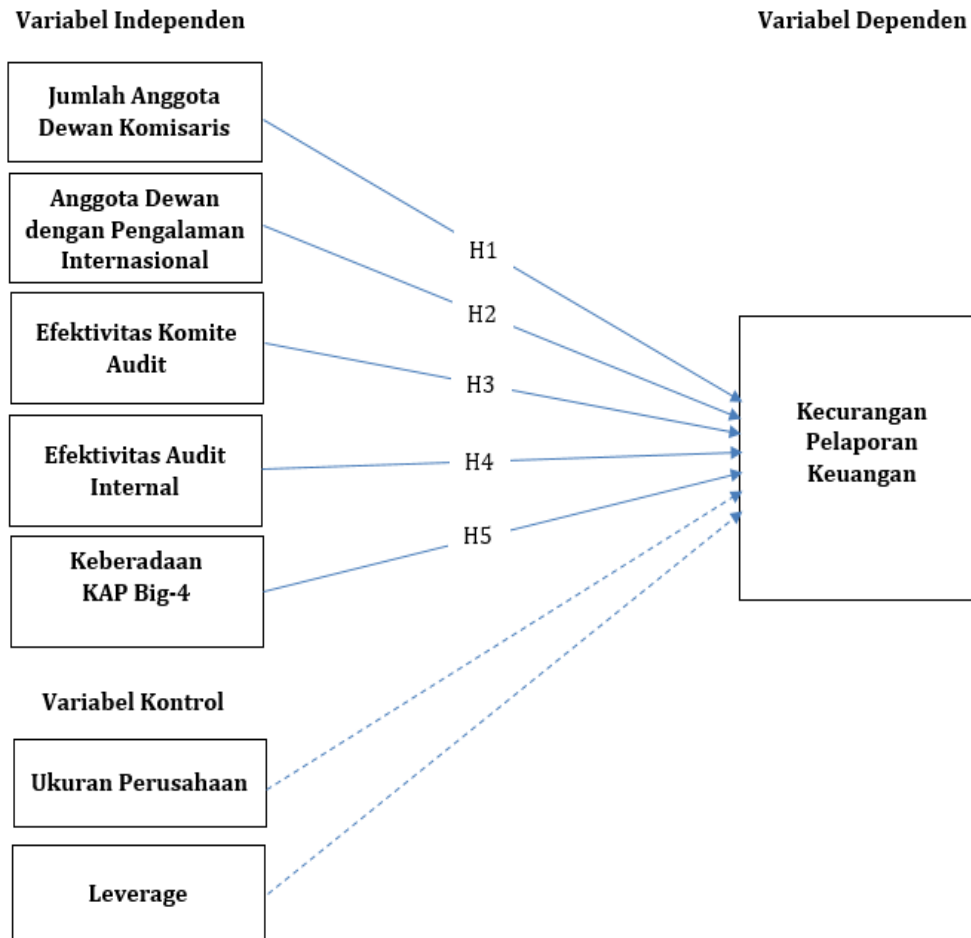 Variabel Independen
Variabel Dependen
Jumlah Anggota
Dewan Komisaris
Anggota Dewan
dengan Pengalaman
Internasional
H1
H2
Efektivitas Komite
Audit
H3
Kecurangan
Pelaporan
Keuangan
Efektivitas Audit
Internal
H4
H5
Keberadaan
KAP Big-4
Variabel Kontrol
Ukuran Perusahaan
Leverage